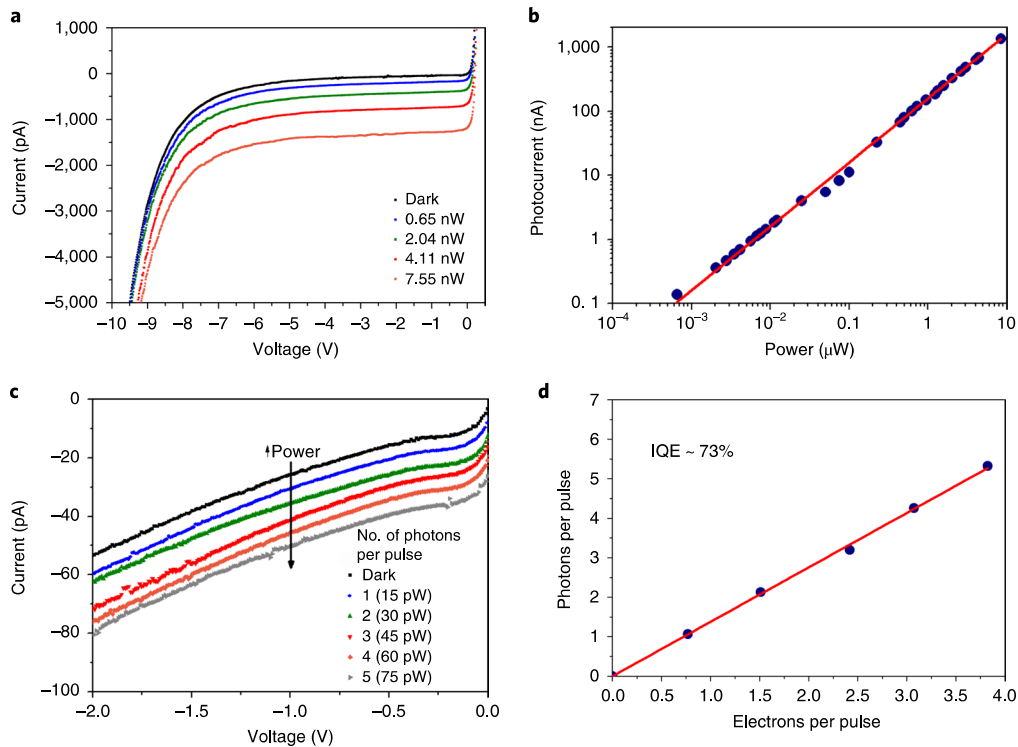 a
1,000
0
−1,000
−2,000
−3,000
−4,000
−5,000
Current (pA)
−10 −9 −8 −7 −6 −5 −4 −3 −2 −1 0
Voltage (V)
Dark
0.65 nW
2.04 nW
4.11 nW
7.55 nW
b
1,000
100
10
1
0.1
Photocurrent (nA)
10⁻⁴ 10⁻³ 10⁻² 0.1 1 10
Power (μW)
c
0
−20
−40
−60
−80
−100
Current (pA)
−2.0 −1.5 −1.0 −0.5 0.0
Voltage (V)
Power
No. of photons
per pulse
Dark
1 (15 pW)
2 (30 pW)
3 (45 pW)
4 (60 pW)
5 (75 pW)
d
7
6
5
4
3
2
1
0
Photons per pulse
IQE ~ 73%
0.0 0.5 1.0 1.5 2.0 2.5 3.0 3.5 4.0
Electrons per pulse